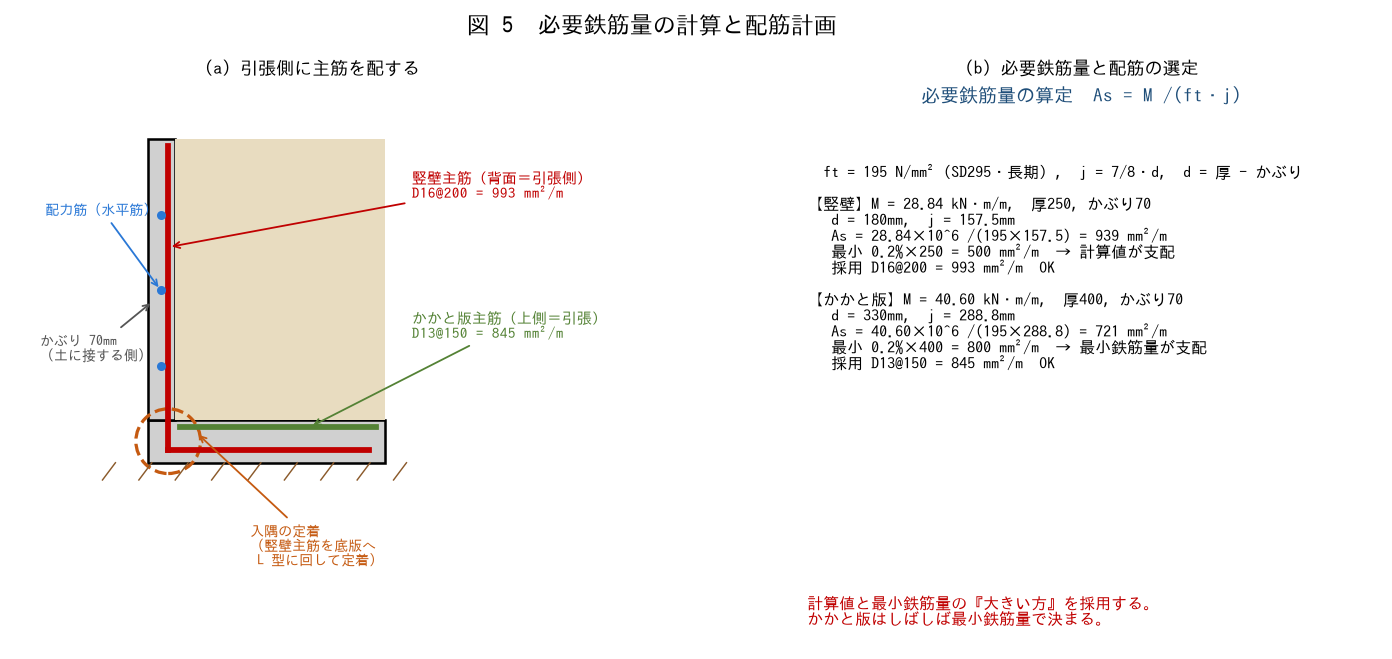 図 5　必要鉄筋量の計算と配筋計画
(a) 引張側に主筋を配する
配力筋（水平筋）
竪壁主筋（背面＝引張側）
D16@200 = 993 mm²/m
かぶり 70mm
（土に接する側）
かかと版主筋（上側＝引張）
D13@150 = 845 mm²/m
入隅の定着
（竪壁主筋を底版へ
L 型に回して定着）
(b) 必要鉄筋量と配筋の選定
必要鉄筋量の算定　As = M /(ft・j)
ft = 195 N/mm²（SD295・長期）, j = 7/8・d, d = 厚 − かぶり
【竪壁】M = 28.84 kN・m/m, 厚250, かぶり70
d = 180mm, j = 157.5mm
As = 28.84×10^6 /(195×157.5) = 939 mm²/m
最小 0.2%×250 = 500 mm²/m → 計算値が支配
採用 D16@200 = 993 mm²/m OK
【かかと版】M = 40.60 kN・m/m, 厚400, かぶり70
d = 330mm, j = 288.8mm
As = 40.60×10^6 /(195×288.8) = 721 mm²/m
最小 0.2%×400 = 800 mm²/m → 最小鉄筋量が支配
採用 D13@150 = 845 mm²/m OK
計算値と最小鉄筋量の『大きい方』を採用する。
かかと版はしばしば最小鉄筋量で決まる。